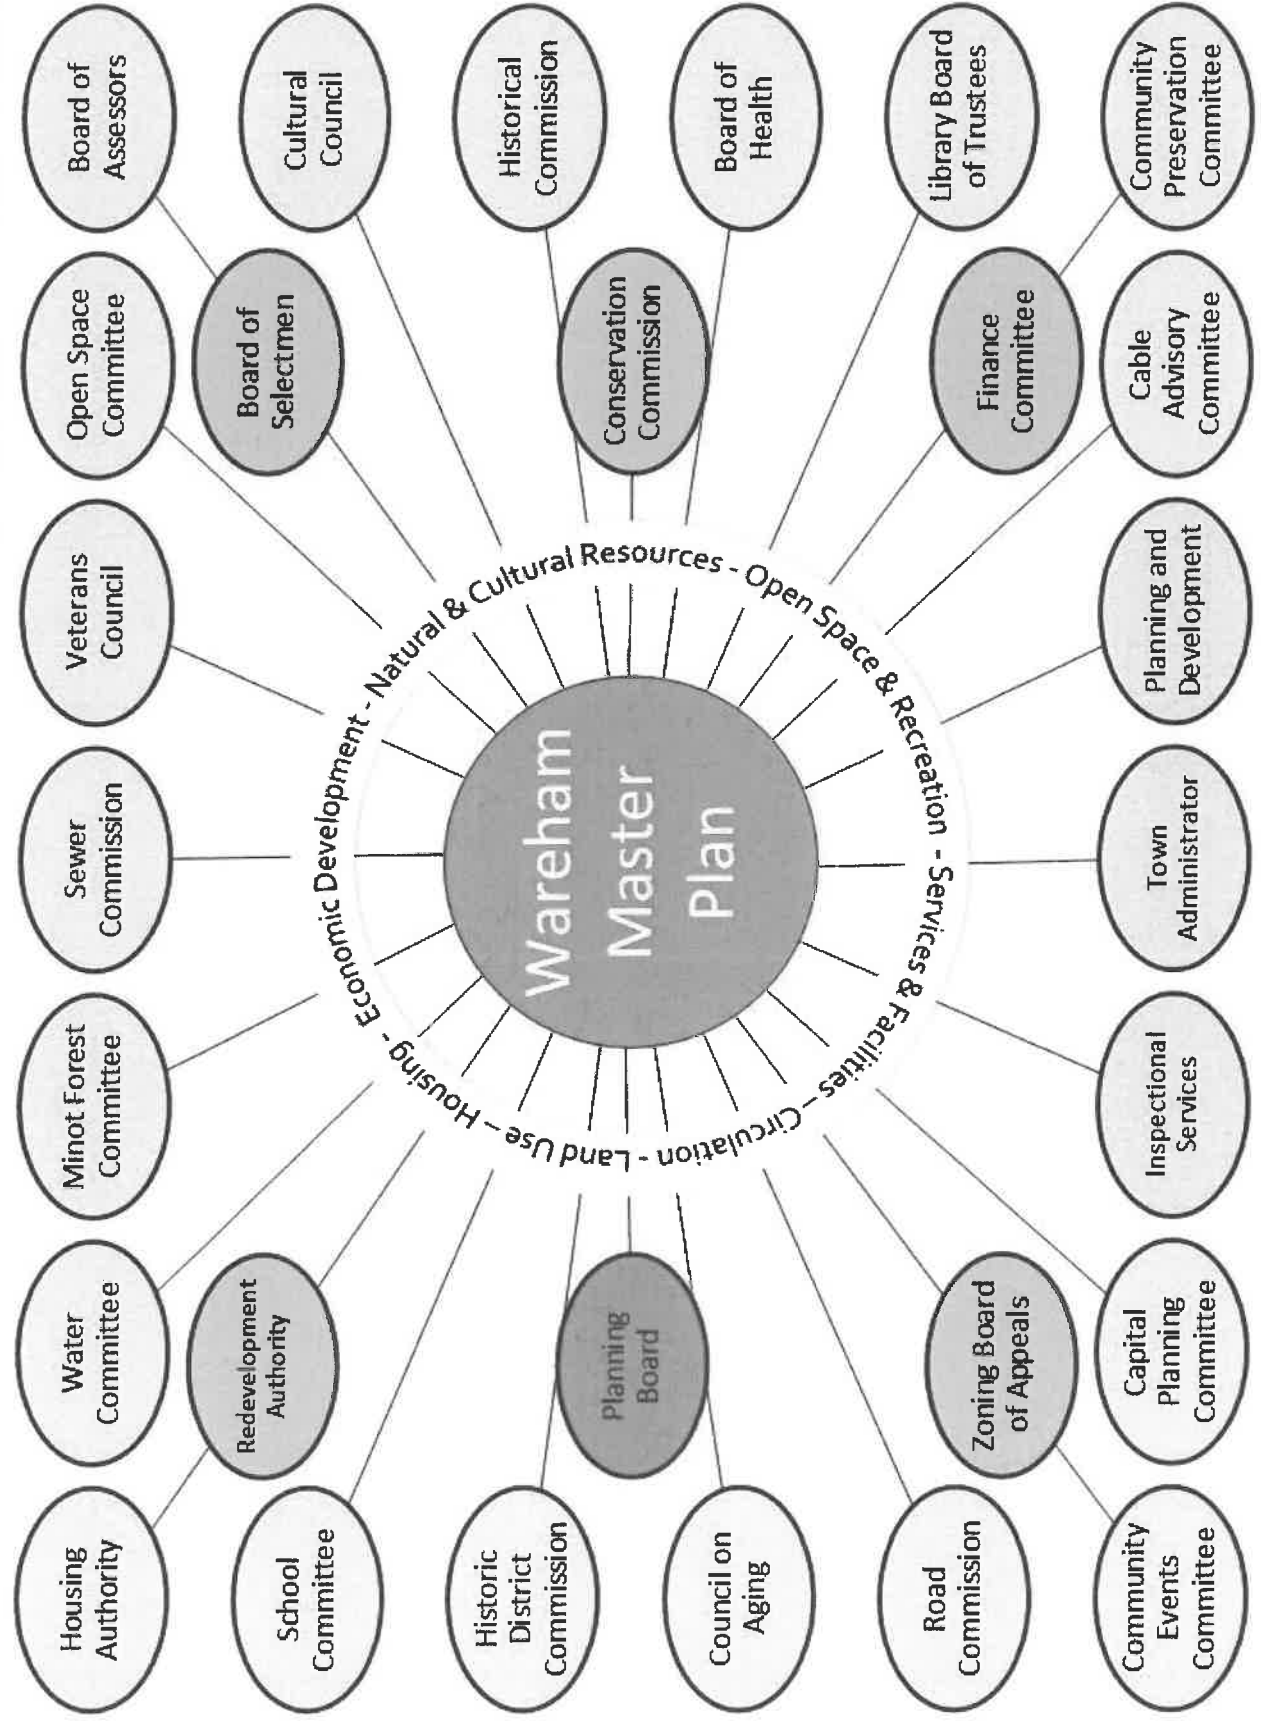 Housing
Authority
Water
Committee
Minot Forest
Committee
Sewer
Commission
Veterans
Council
Open Space
Committee
Board of
Assessors
Redevelopment
Authority
Board of
Selectmen
School
Committee
Cultural
Council
Land Use – Housing - Economic Development - Natural & Cultural Resources - Open Space & Recreation - Services & Facilities – Circulation -
Historic
District
Commission
Planning
Board
Wareham
Master
Plan
Conservation
Commission
Historical
Commission
Council on
Aging
Board of
Health
Road
Commission
Library Board
of Trustees
Zoning Board
of Appeals
Finance
Committee
Community
Events
Committee
Capital
Planning
Committee
Inspectional
Services
Town
Administrator
Planning and
Development
Cable
Advisory
Committee
Community
Preservation
Committee